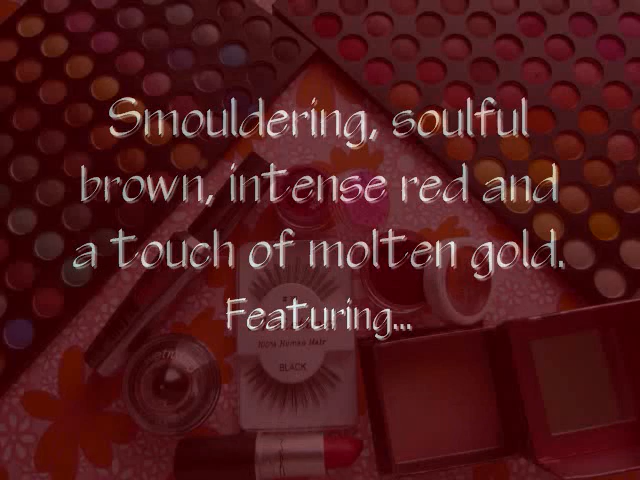 Smouldering, soulful
brown, intense red and
a touch of molten gold.
Featuring...
100% Human Hair
BLACK